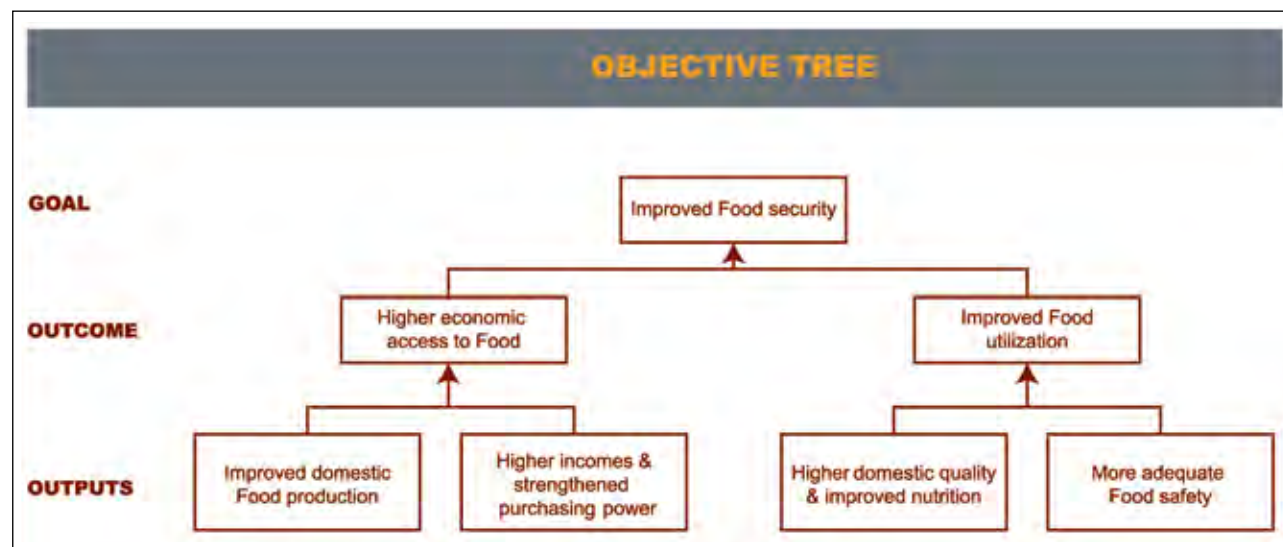 OBJECTIVE TREE
GOAL
Improved Food security
OUTCOME
Higher economic
access to Food
Improved Food
utilization
OUTPUTS
Improved domestic
Food production
Higher incomes &
strengthened
purchasing power
Higher domestic quality
& improved nutrition
More adequate
Food safety